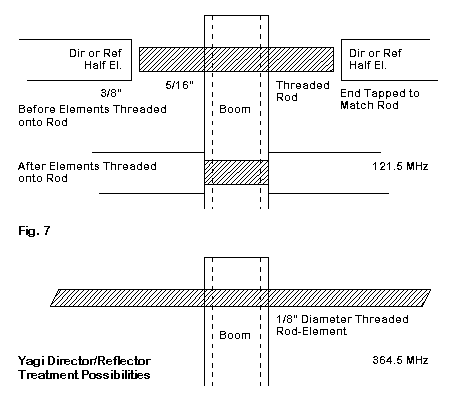 Dir or Ref
Half El.
Dir or Ref
Half El.
3/8"
5/16"
Boom
Threaded
Rod
Before Elements Threaded
onto Rod
End Tapped to
Match Rod
After Elements Threaded
onto Rod
121.5 MHz
Fig. 7
1/8" Diameter Threaded
Rod-Element
Boom
Yagi Director/Reflector
Treatment Possibilities
364.5 MHz